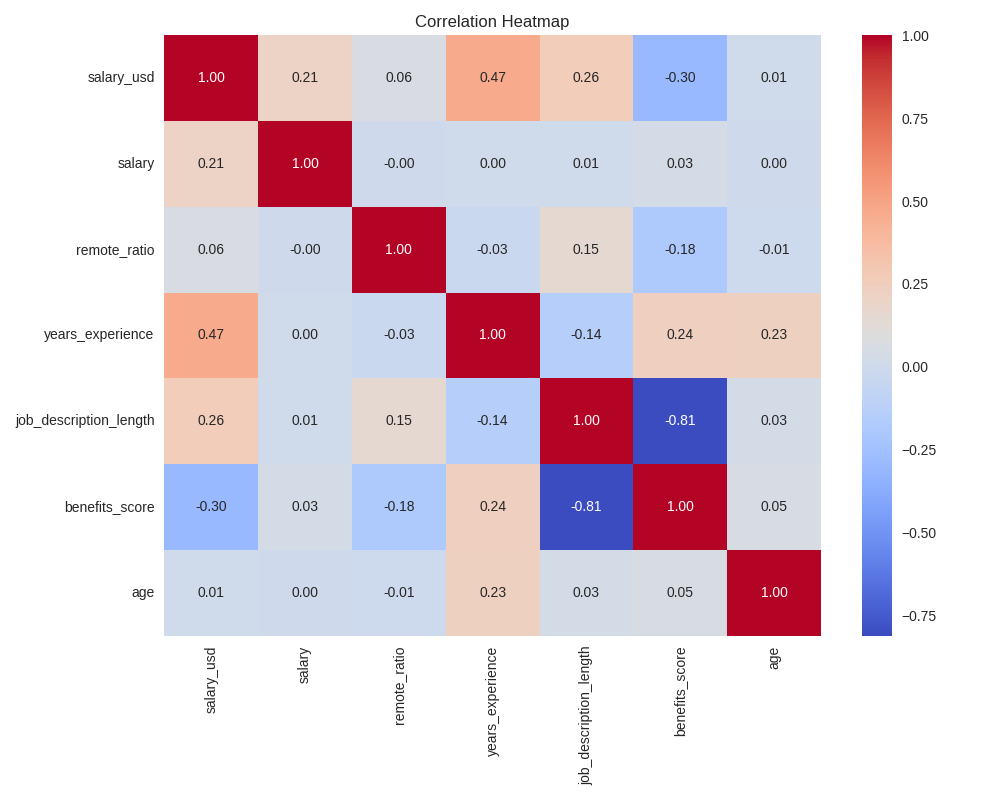 Correlation Heatmap
salary_usd 1.00 0.21 0.06 0.47 0.26 -0.30 0.01
salary 0.21 1.00 -0.00 0.00 0.01 0.03 0.00
remote_ratio 0.06 -0.00 1.00 -0.03 0.15 -0.18 -0.01
years_experience 0.47 0.00 -0.03 1.00 -0.14 0.24 0.23
job_description_length 0.26 0.01 0.15 -0.14 1.00 -0.81 0.03
benefits_score -0.30 0.03 -0.18 0.24 -0.81 1.00 0.05
age 0.01 0.00 -0.01 0.23 0.03 0.05 1.00
salary_usd
salary
remote_ratio
years_experience
job_description_length
benefits_score
age
1.00
0.75
0.50
0.25
0.00
−0.25
−0.50
−0.75